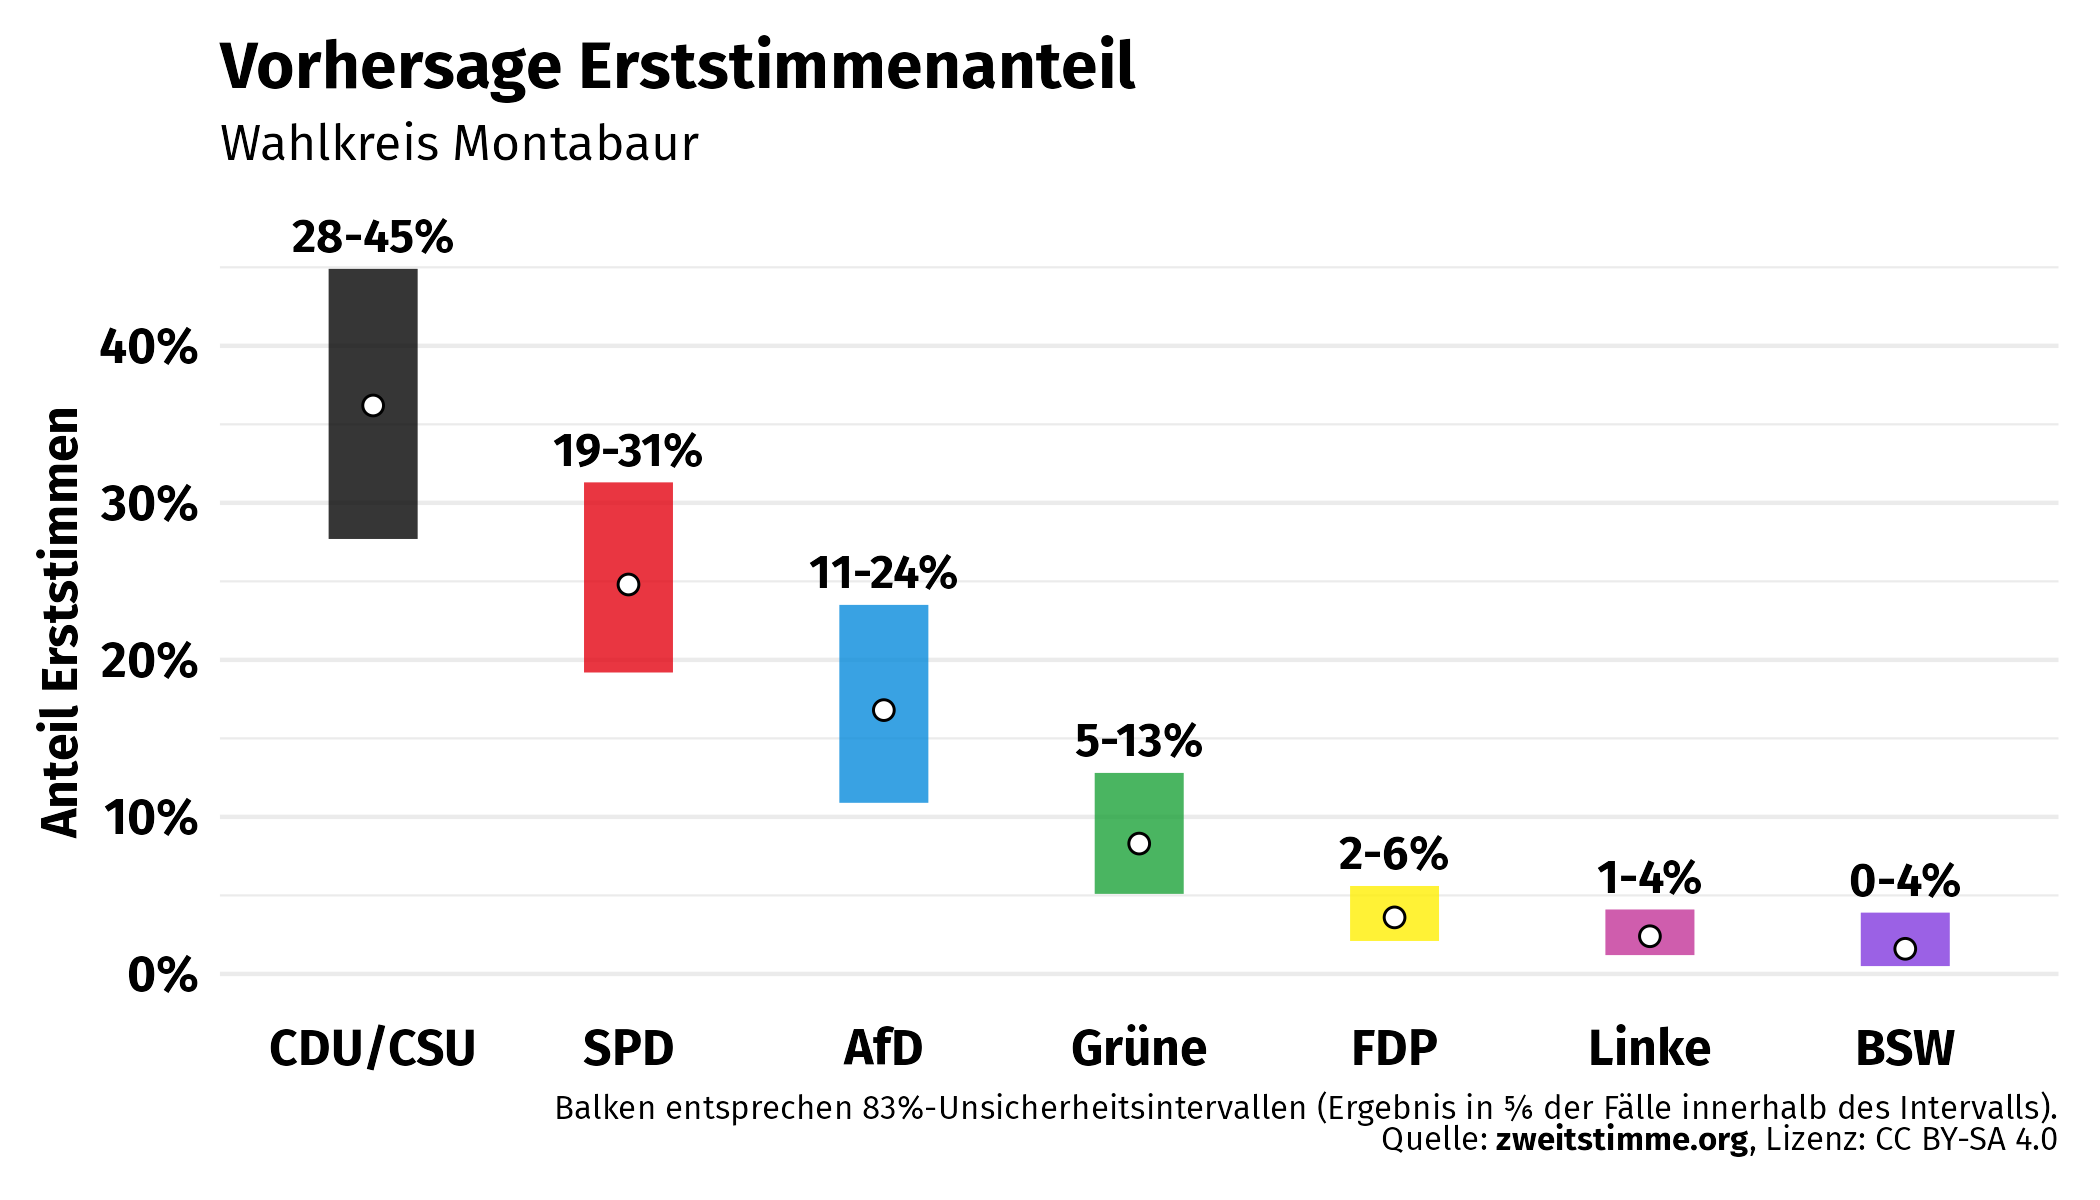 Vorhersage Erststimmenanteil
Wahlkreis Montabaur
28-45%
19-31%
11-24%
5-13%
2-6%
1-4%
0-4%
Anteil Erststimmen
40%
30%
20%
10%
0%
CDU/CSU SPD AfD Grüne FDP Linke BSW
Balken entsprechen 83%-Unsicherheitsintervallen (Ergebnis in ⅚ der Fälle innerhalb des Intervalls).
Quelle: zweitstimme.org, Lizenz: CC BY-SA 4.0